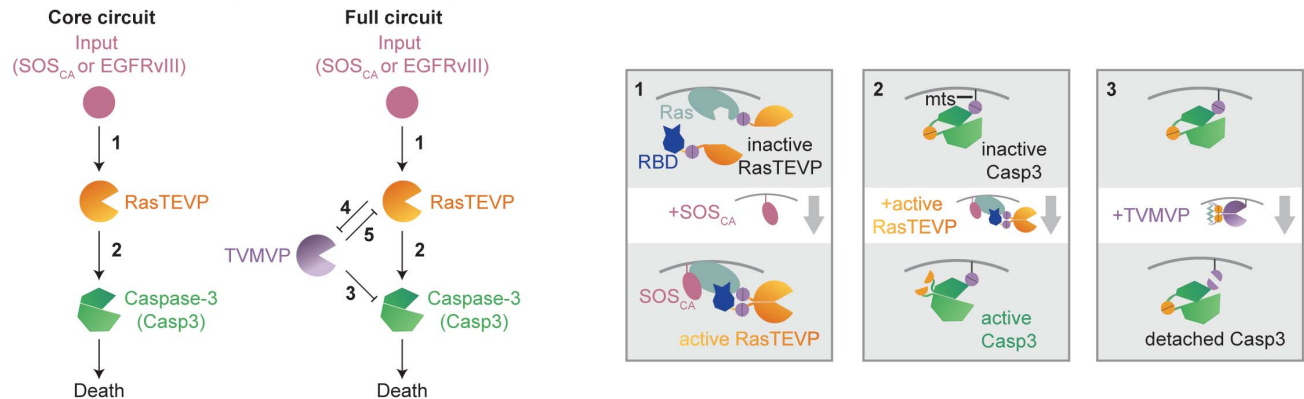 Core circuit
Input
(SOSCA or EGFRvIII)
1
RasTEVP
2
Caspase-3
(Casp3)
Death
Full circuit
Input
(SOSCA or EGFRvIII)
1
RasTEVP
4
5
2
TVMVP
3
Caspase-3
(Casp3)
Death
1
Ras
RBD
inactive
RasTEVP
+SOSCA
SOSCA
active RasTEVP
2
mts
inactive
Casp3
+active
RasTEVP
active
Casp3
3
+TVMVP
detached Casp3